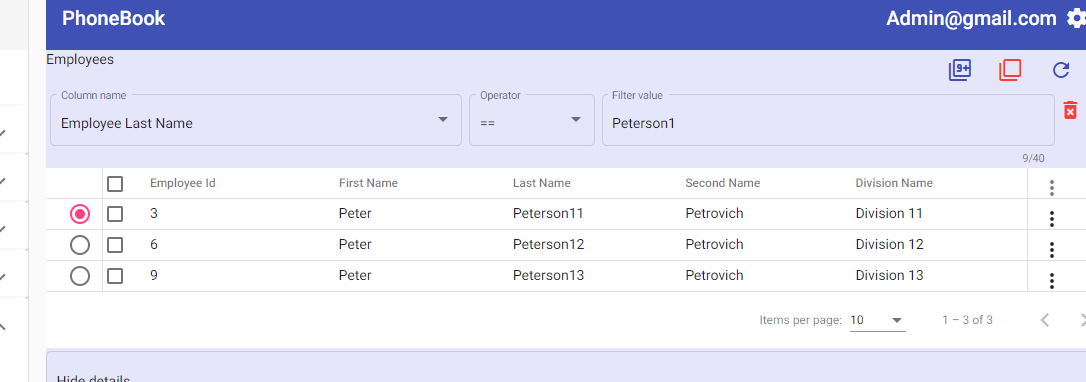 PhoneBook Admin@gmail.com
Employees
9+
Column name Operator Filter value
Employee Last Name == Peterson1
9/40
Employee Id First Name Last Name Second Name Division Name
3 Peter Peterson11 Petrovich Division 11
6 Peter Peterson12 Petrovich Division 12
9 Peter Peterson13 Petrovich Division 13
Items per page: 10 1 – 3 of 3
Hide details